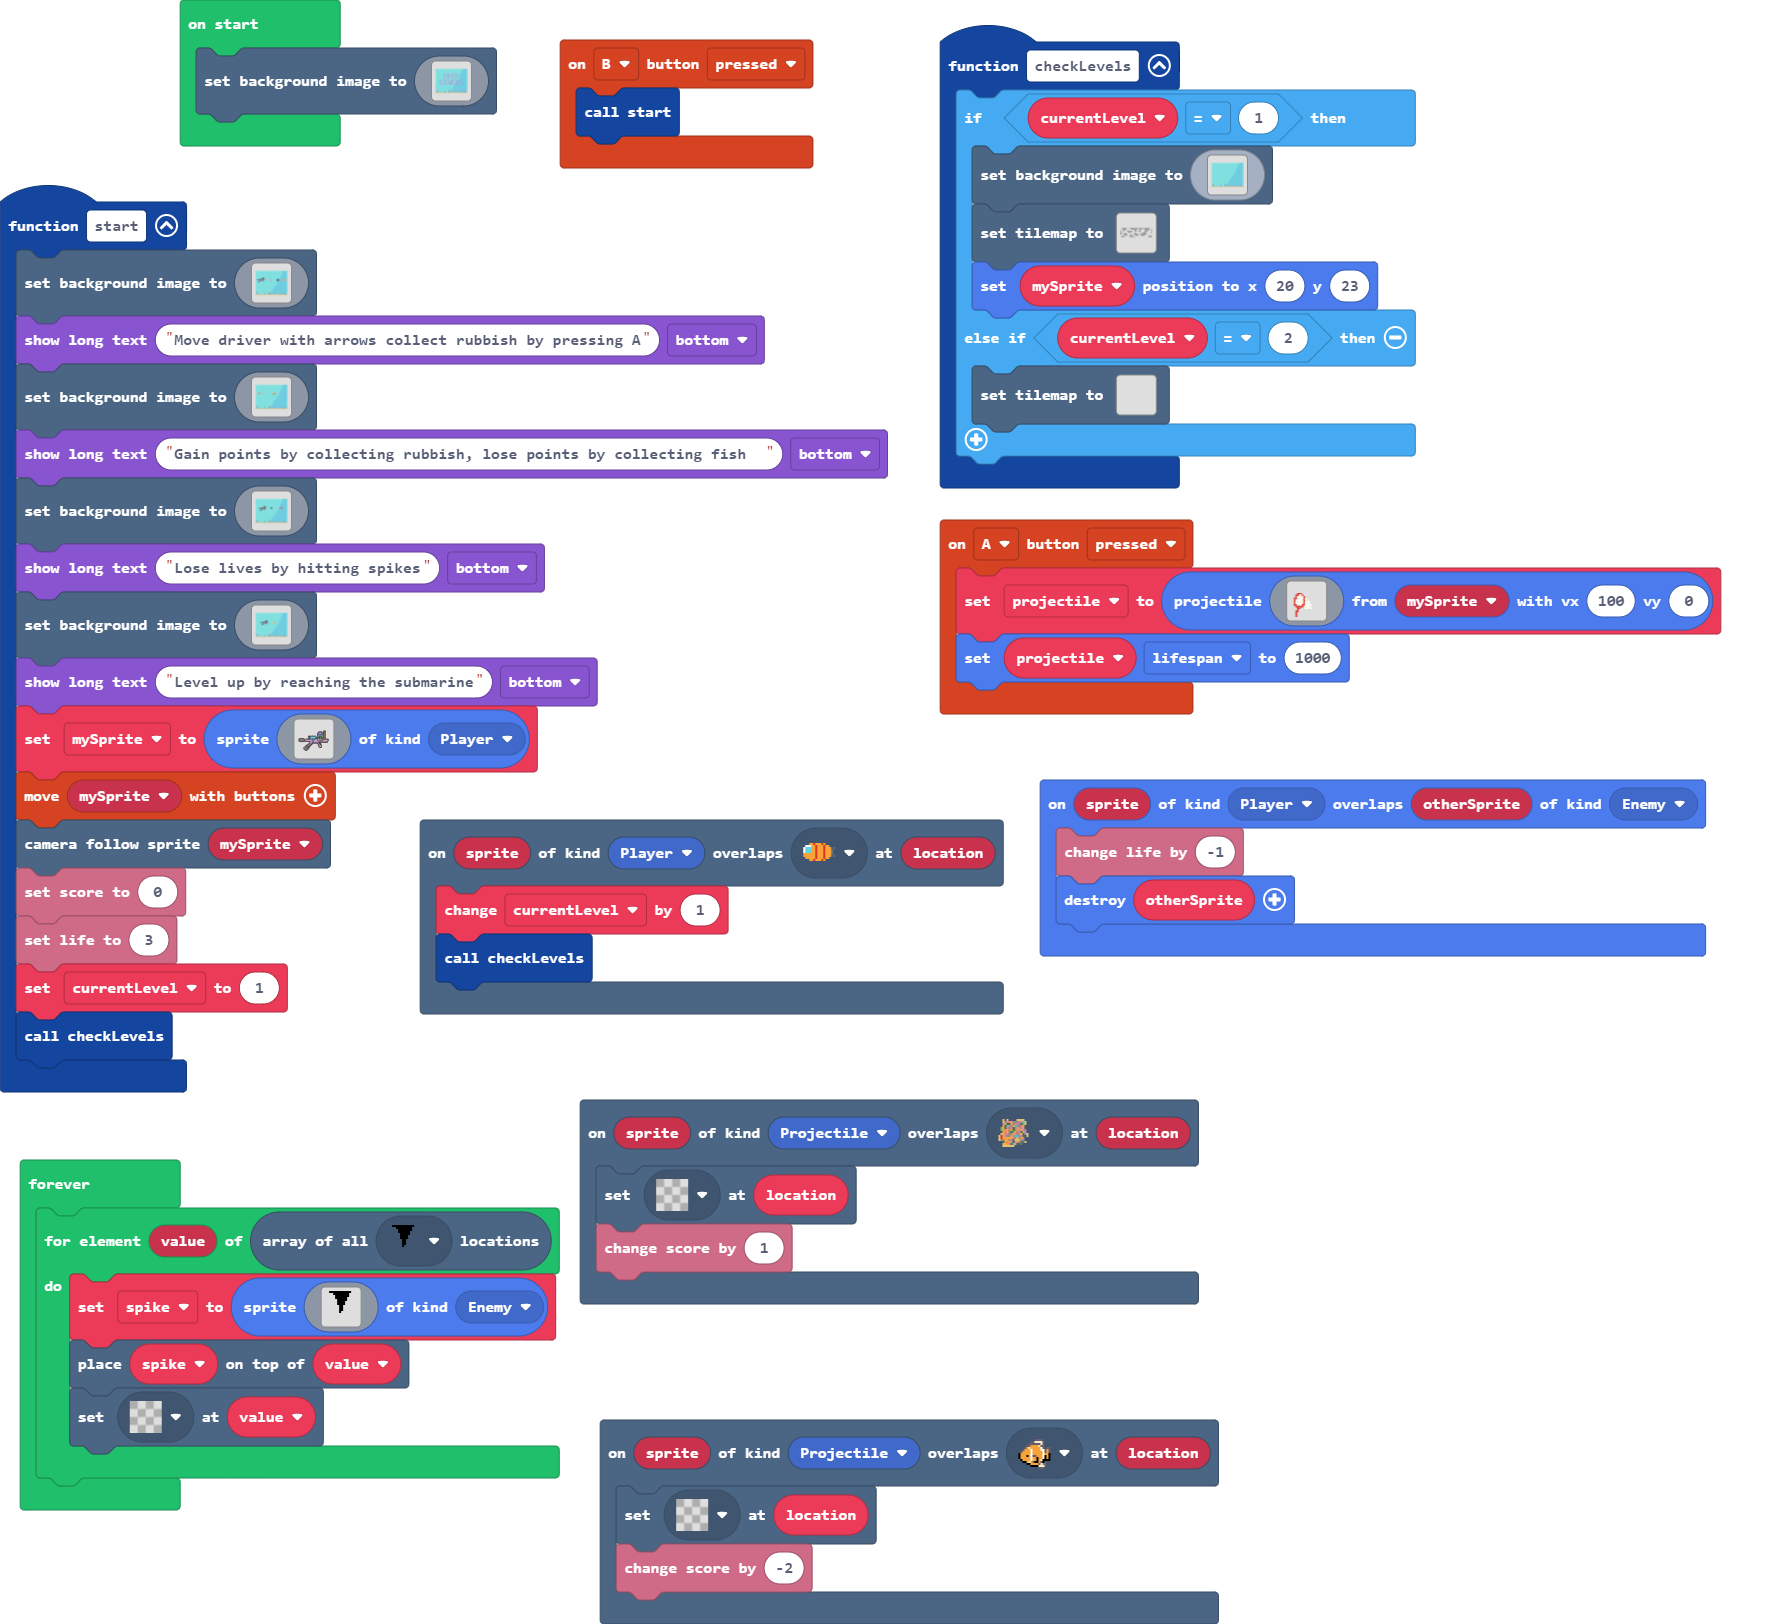 on start
set background image to
on B button pressed
call start
function start
set background image to
show long text "Move driver with arrows collect rubbish by pressing A" bottom
set background image to
show long text "Gain points by collecting rubbish, lose points by collecting fish " bottom
set background image to
show long text "Lose lives by hitting spikes" bottom
set background image to
show long text "Level up by reaching the submarine" bottom
set mySprite to sprite of kind Player
move mySprite with buttons
camera follow sprite mySprite
set score to 0
set life to 3
set currentLevel to 1
call checkLevels
function checkLevels
if currentLevel = 1 then
set background image to
set tilemap to
set mySprite position to x 20 y 23
else if currentLevel = 2 then
set tilemap to
on A button pressed
set projectile to projectile from mySprite with vx 100 vy 0
set projectile lifespan to 1000
on sprite of kind Player overlaps at location
change currentLevel by 1
call checkLevels
on sprite of kind Player overlaps otherSprite of kind Enemy
change life by -1
destroy otherSprite
on sprite of kind Projectile overlaps at location
set at location
change score by 1
forever
for element value of array of all locations
do
set spike to sprite of kind Enemy
place spike on top of value
set at value
on sprite of kind Projectile overlaps at location
set at location
change score by -2